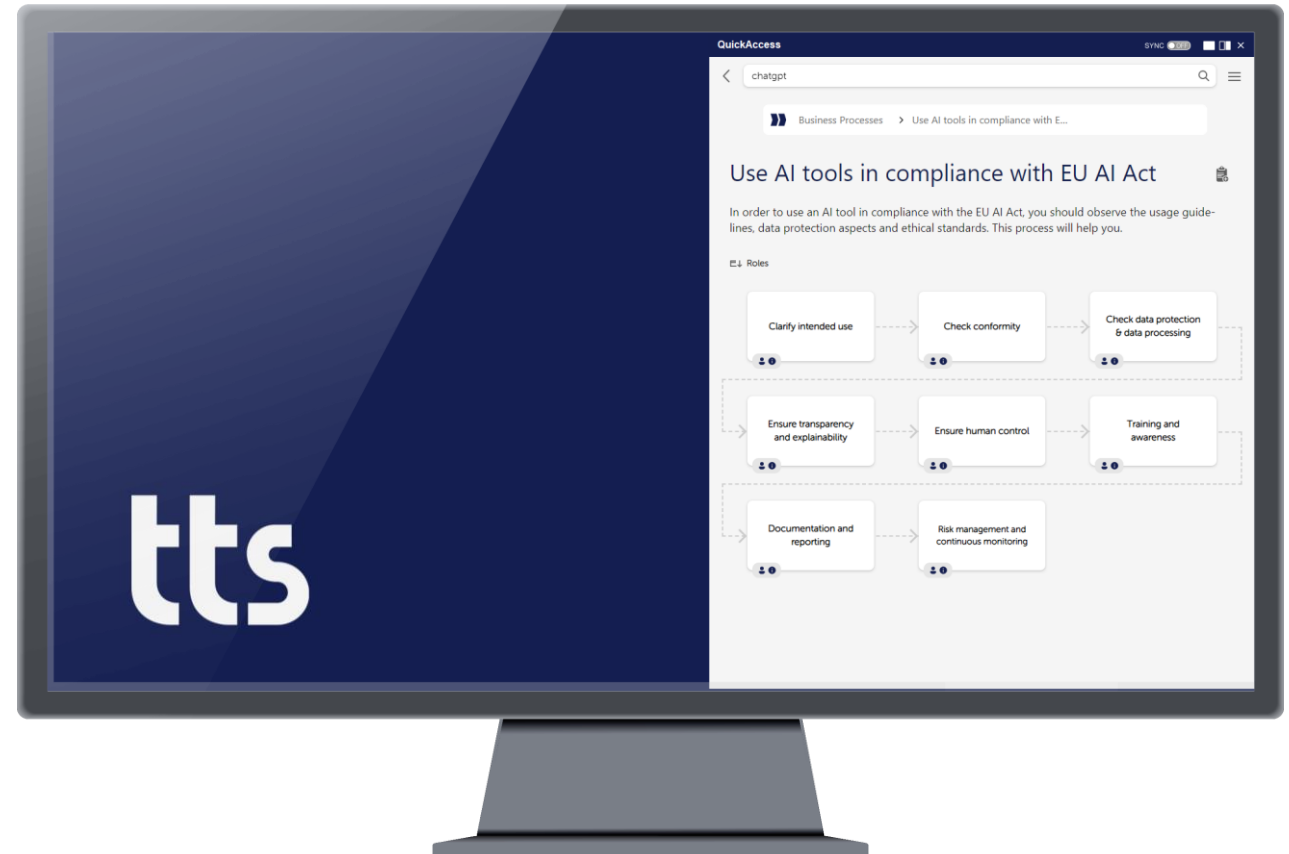 QuickAccess
SYNC OFF
chatgpt
Business Processes > Use AI tools in compliance with E...
Use AI tools in compliance with EU AI Act
In order to use an AI tool in compliance with the EU AI Act, you should observe the usage guide-
lines, data protection aspects and ethical standards. This process will help you.
Roles
Clarify intended use
Check conformity
Check data protection
& data processing
Ensure transparency
and explainability
Ensure human control
Training and
awareness
Documentation and
reporting
Risk management and
continuous monitoring
tts